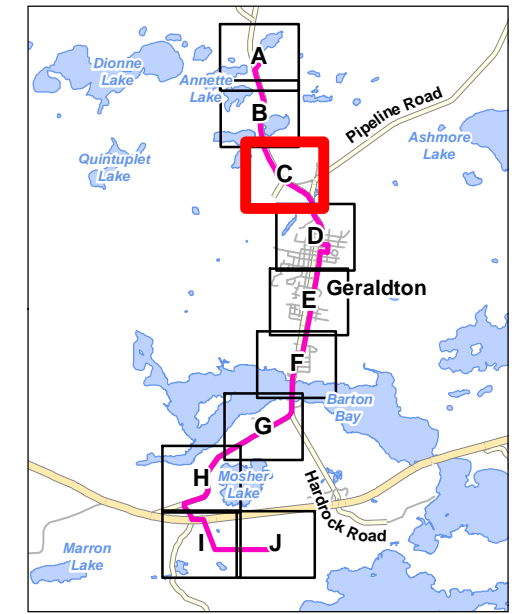 A
Dionne
Lake
Annette
Lake
B
Pipeline Road
Ashmore
Lake
Quintuplet
Lake
C
D
E
Geraldton
F
Barton
Bay
G
H
Mosher
Lake
Hardrock Road
I
J
Marron
Lake